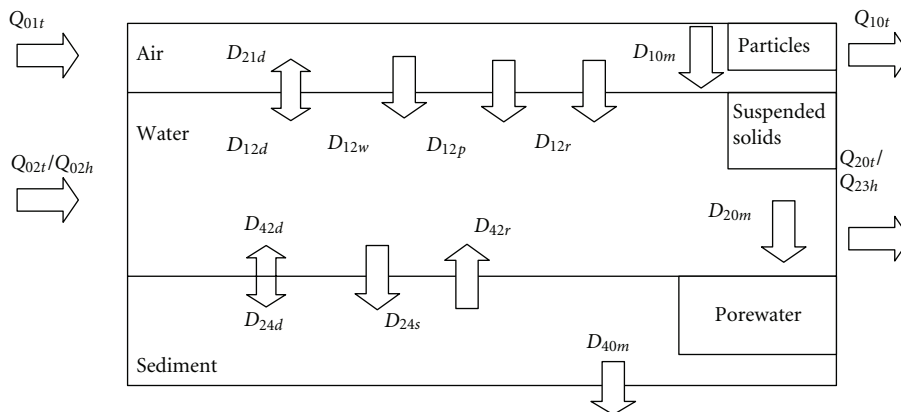 Q01t
Q10t
Air
D21d
D10m
Particles
Water
Suspended
solids
D12d
D12w
D12p
D12r
Q02t/Q02h
Q20t/
Q23h
D42d
D42r
D20m
D24d
D24s
Porewater
Sediment
D40m